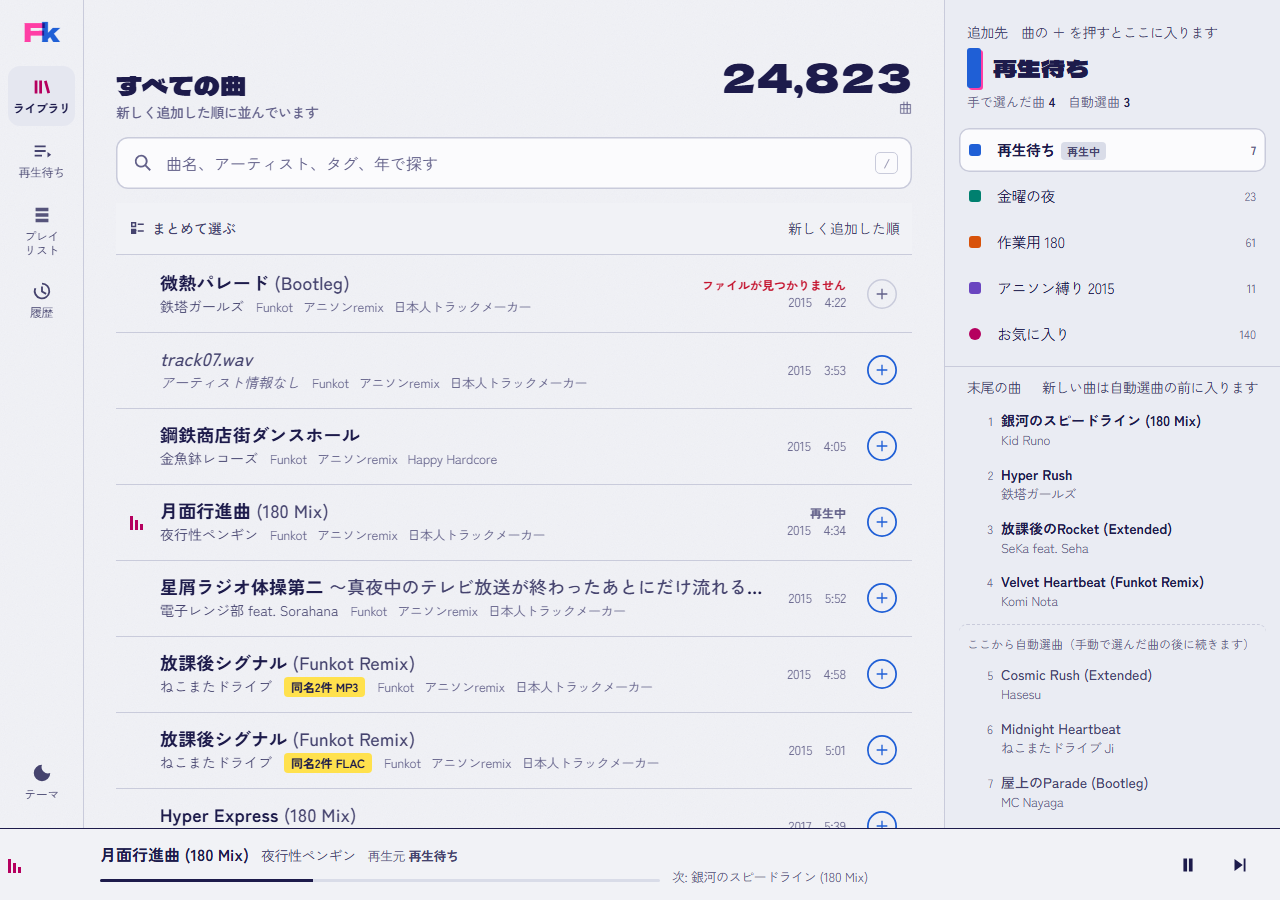 Fk
ライブラリ
再生待ち
プレイ
リスト
履歴
テーマ
すべての曲
新しく追加した順に並んでいます
24,823
曲
曲名、アーティスト、タグ、年で探す
/
まとめて選ぶ
新しく追加した順
微熱パレード (Bootleg)
鉄塔ガールズ Funkot アニソンremix 日本人トラックメーカー
ファイルが見つかりません
2015 4:22
track07.wav
アーティスト情報なし Funkot アニソンremix 日本人トラックメーカー
2015 3:53
鋼鉄商店街ダンスホール
金魚鉢レコーズ Funkot アニソンremix Happy Hardcore
2015 4:05
月面行進曲 (180 Mix)
夜行性ペンギン Funkot アニソンremix 日本人トラックメーカー
再生中
2015 4:34
星屑ラジオ体操第二 〜真夜中のテレビ放送が終わったあとにだけ流れる…
電子レンジ部 feat. Sorahana Funkot アニソンremix 日本人トラックメーカー
2015 5:52
放課後シグナル (Funkot Remix)
ねこまたドライブ 同名2件 MP3 Funkot アニソンremix 日本人トラックメーカー
2015 4:58
放課後シグナル (Funkot Remix)
ねこまたドライブ 同名2件 FLAC Funkot アニソンremix 日本人トラックメーカー
2015 5:01
Hyper Express (180 Mix)
2017 5:39
追加先 曲の ＋ を押すとここに入ります
再生待ち
手で選んだ曲 4 自動選曲 3
再生待ち 再生中 7
金曜の夜 23
作業用 180 61
アニソン縛り 2015 11
お気に入り 140
末尾の曲 新しい曲は自動選曲の前に入ります
1 銀河のスピードライン (180 Mix)
Kid Runo
2 Hyper Rush
鉄塔ガールズ
3 放課後のRocket (Extended)
SeKa feat. Seha
4 Velvet Heartbeat (Funkot Remix)
Komi Nota
ここから自動選曲（手動で選んだ曲の後に続きます）
5 Cosmic Rush (Extended)
Hasesu
6 Midnight Heartbeat
ねこまたドライブ Ji
7 屋上のParade (Bootleg)
MC Nayaga
月面行進曲 (180 Mix) 夜行性ペンギン 再生元 再生待ち
次: 銀河のスピードライン (180 Mix)